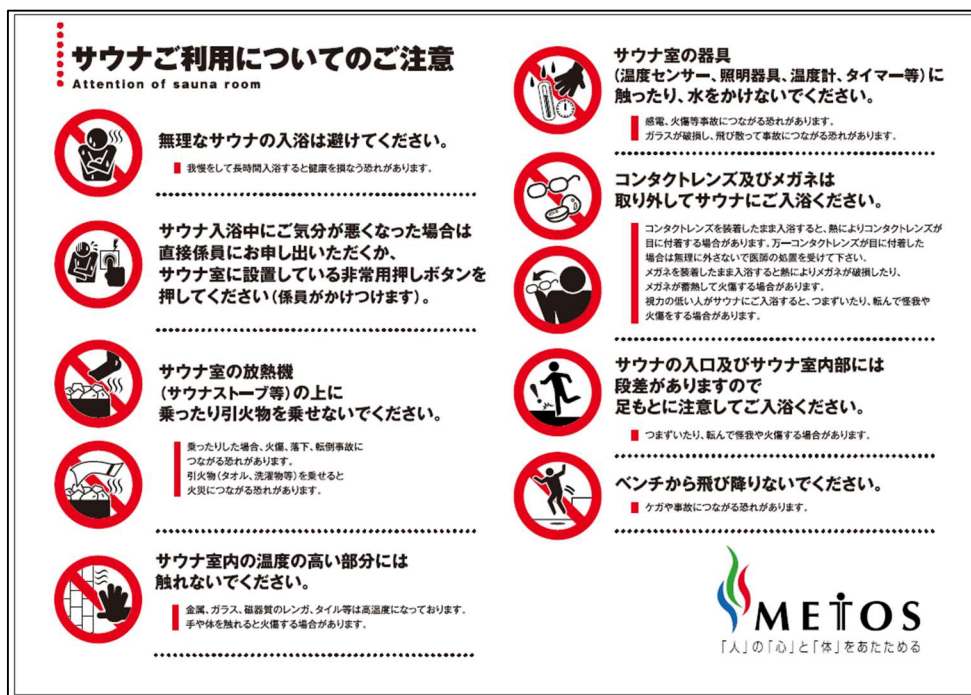 サウナご利用についてのご注意
Attention of sauna room
無理なサウナの入浴は避けてください。
我慢をして長時間入浴すると健康を損なう恐れがあります。
サウナ入浴中にご気分が悪くなった場合は
直接係員にお申し出いただくか、
サウナ室に設置している非常用押しボタンを
押してください(係員がかけつけます)。
サウナ室の放熱機
(サウナストーブ等)の上に
乗ったり引火物を乗せないでください。
乗ったりした場合、火傷、落下、転倒事故に
つながる恐れがあります。
引火物(タオル、洗濯物等)を乗せると
火災につながる恐れがあります。
サウナ室内の温度の高い部分には
触れないでください。
金属、ガラス、磁器質のレンガ、タイル等は高温度になっております。
手や体を触れると火傷する場合があります。
サウナ室の器具
(温度センサー、照明器具、温度計、タイマー等)に
触ったり、水をかけないでください。
感電、火傷等事故につながる恐れがあります。
ガラスが破損し、飛び散って事故につながる恐れがあります。
コンタクトレンズ及びメガネは
取り外してサウナにご入浴ください。
コンタクトレンズを装着したまま入浴すると、熱によりコンタクトレンズが
目に付着する場合があります。万一コンタクトレンズが目に付着した
場合は無理に外さないで医師の処置を受けて下さい。
メガネを装着したまま入浴すると熱によりメガネが破損したり、
メガネが蓄熱して火傷する場合があります。
視力の低い人がサウナにご入浴すると、つまずいたり、転んで怪我や
火傷をする場合があります。
サウナの入口及びサウナ室内部には
段差がありますので
足もとに注意してご入浴ください。
つまずいたり、転んで怪我や火傷する場合があります。
ベンチから飛び降りないでください。
ケガや事故につながる恐れがあります。
METOS
「人」の「心」と「体」をあたためる